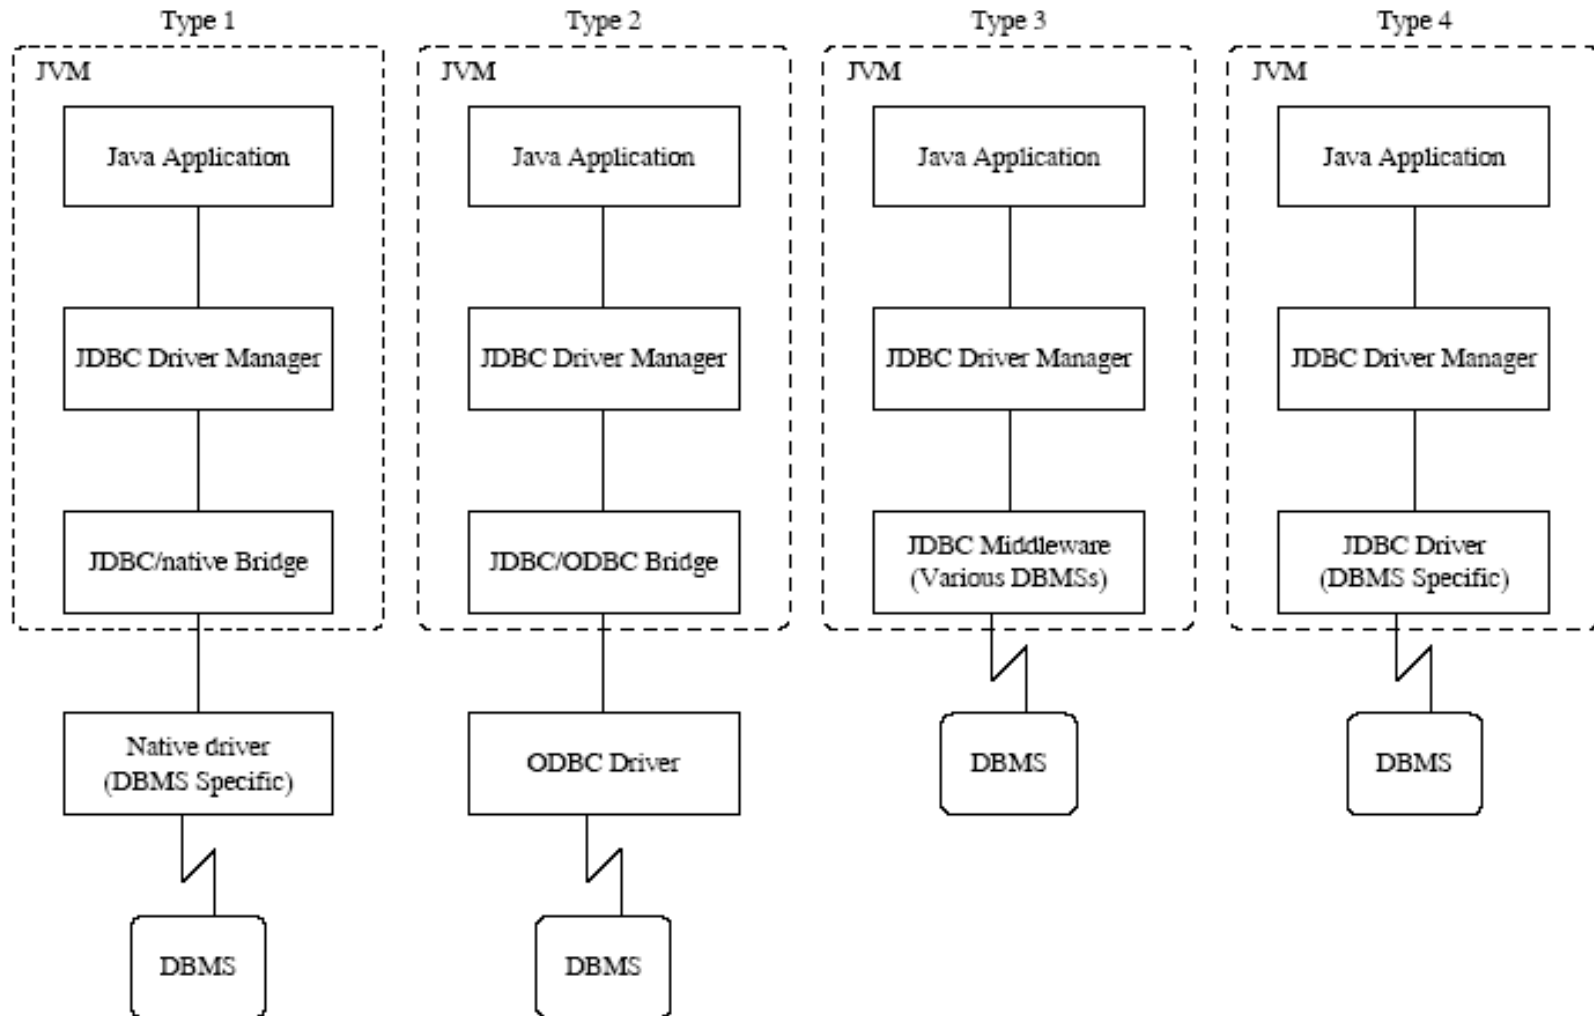 Type 1
JVM
Java Application
JDBC Driver Manager
JDBC/native Bridge
Native driver
(DBMS Specific)
DBMS
Type 2
JVM
Java Application
JDBC Driver Manager
JDBC/ODBC Bridge
ODBC Driver
DBMS
Type 3
JVM
Java Application
JDBC Driver Manager
JDBC Middleware
(Various DBMSs)
DBMS
Type 4
JVM
Java Application
JDBC Driver Manager
JDBC Driver
(DBMS Specific)
DBMS